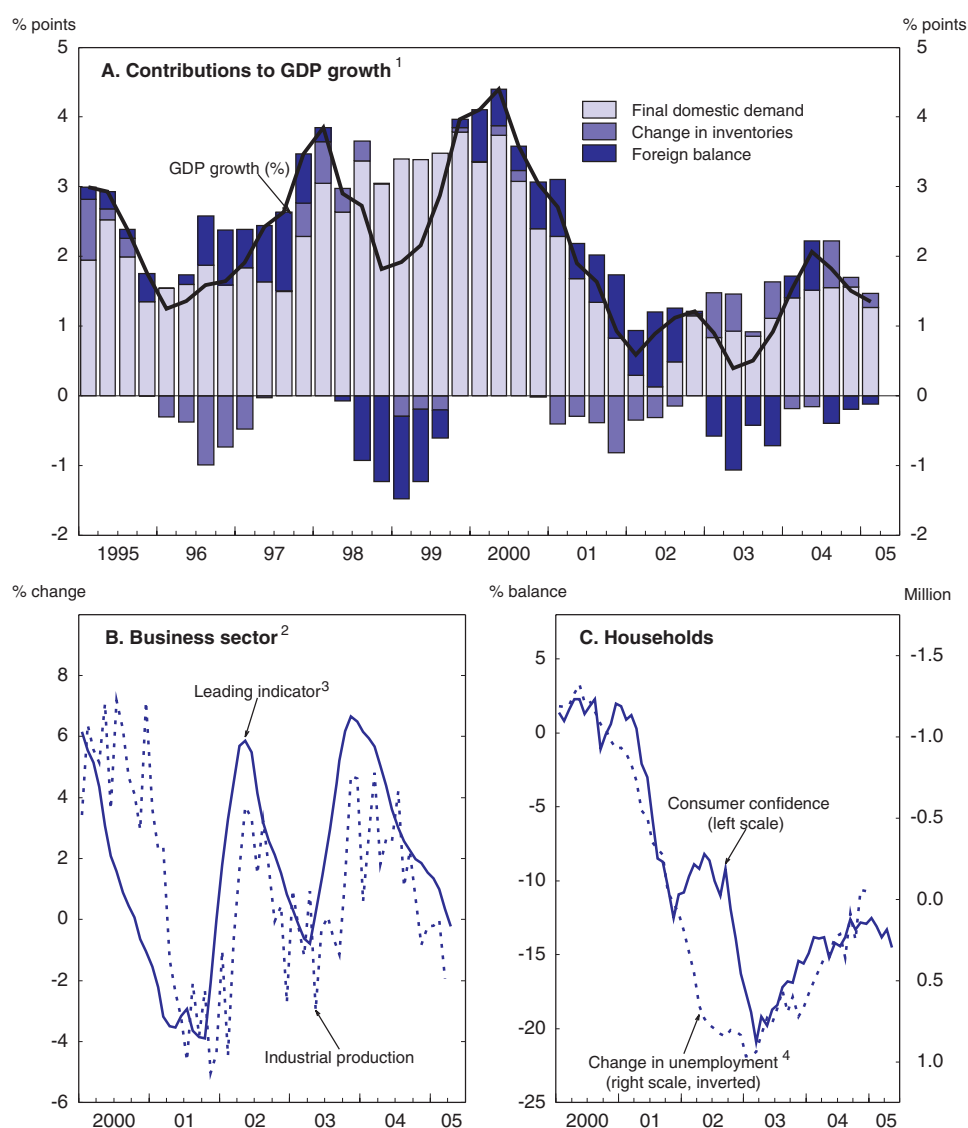 % points % points
5 5
A. Contributions to GDP growth 1
4 4
Final domestic demand
Change in inventories
Foreign balance
GDP growth (%)
3 3
2 2
1 1
0 0
-1 -1
-2 -2
1995 96 97 98 99 2000 01 02 03 04 05
% change
B. Business sector 2
8
Leading indicator3
6
4
2
0
-2
-4
Industrial production
-6
2000 01 02 03 04 05
% balance Million
C. Households
5
0
-5
-10
-15
-20
-25
-1.5
-1.0
-0.5
0.0
0.5
1.0
Consumer confidence
(left scale)
Change in unemployment 4
(right scale, inverted)
2000 01 02 03 04 05